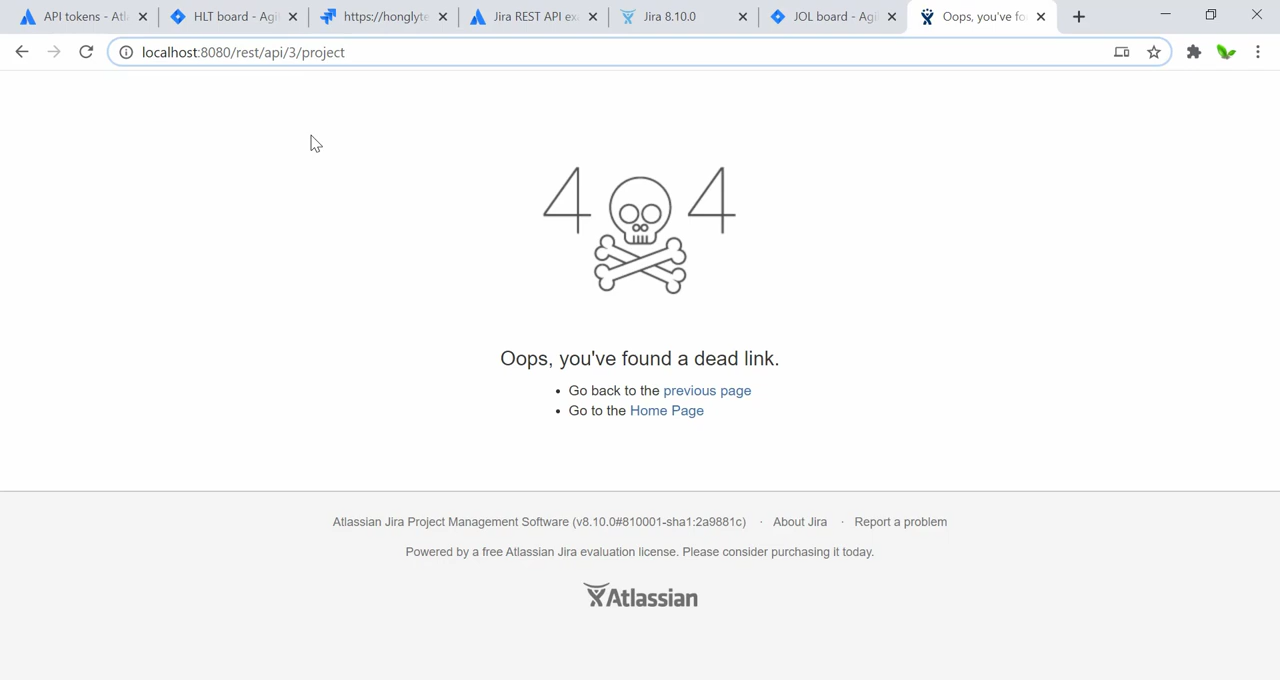 API tokens - Atl
HLT board - Agi
https://honglyte
Jira REST API ex
Jira 8.10.0
JOL board - Agi
Oops, you've fo
localhost:8080/rest/api/3/project
4 4
Oops, you've found a dead link.
• Go back to the previous page
• Go to the Home Page
Atlassian Jira Project Management Software (v8.10.0#810001-sha1:2a9881c) · About Jira · Report a problem
Powered by a free Atlassian Jira evaluation license. Please consider purchasing it today.
Atlassian